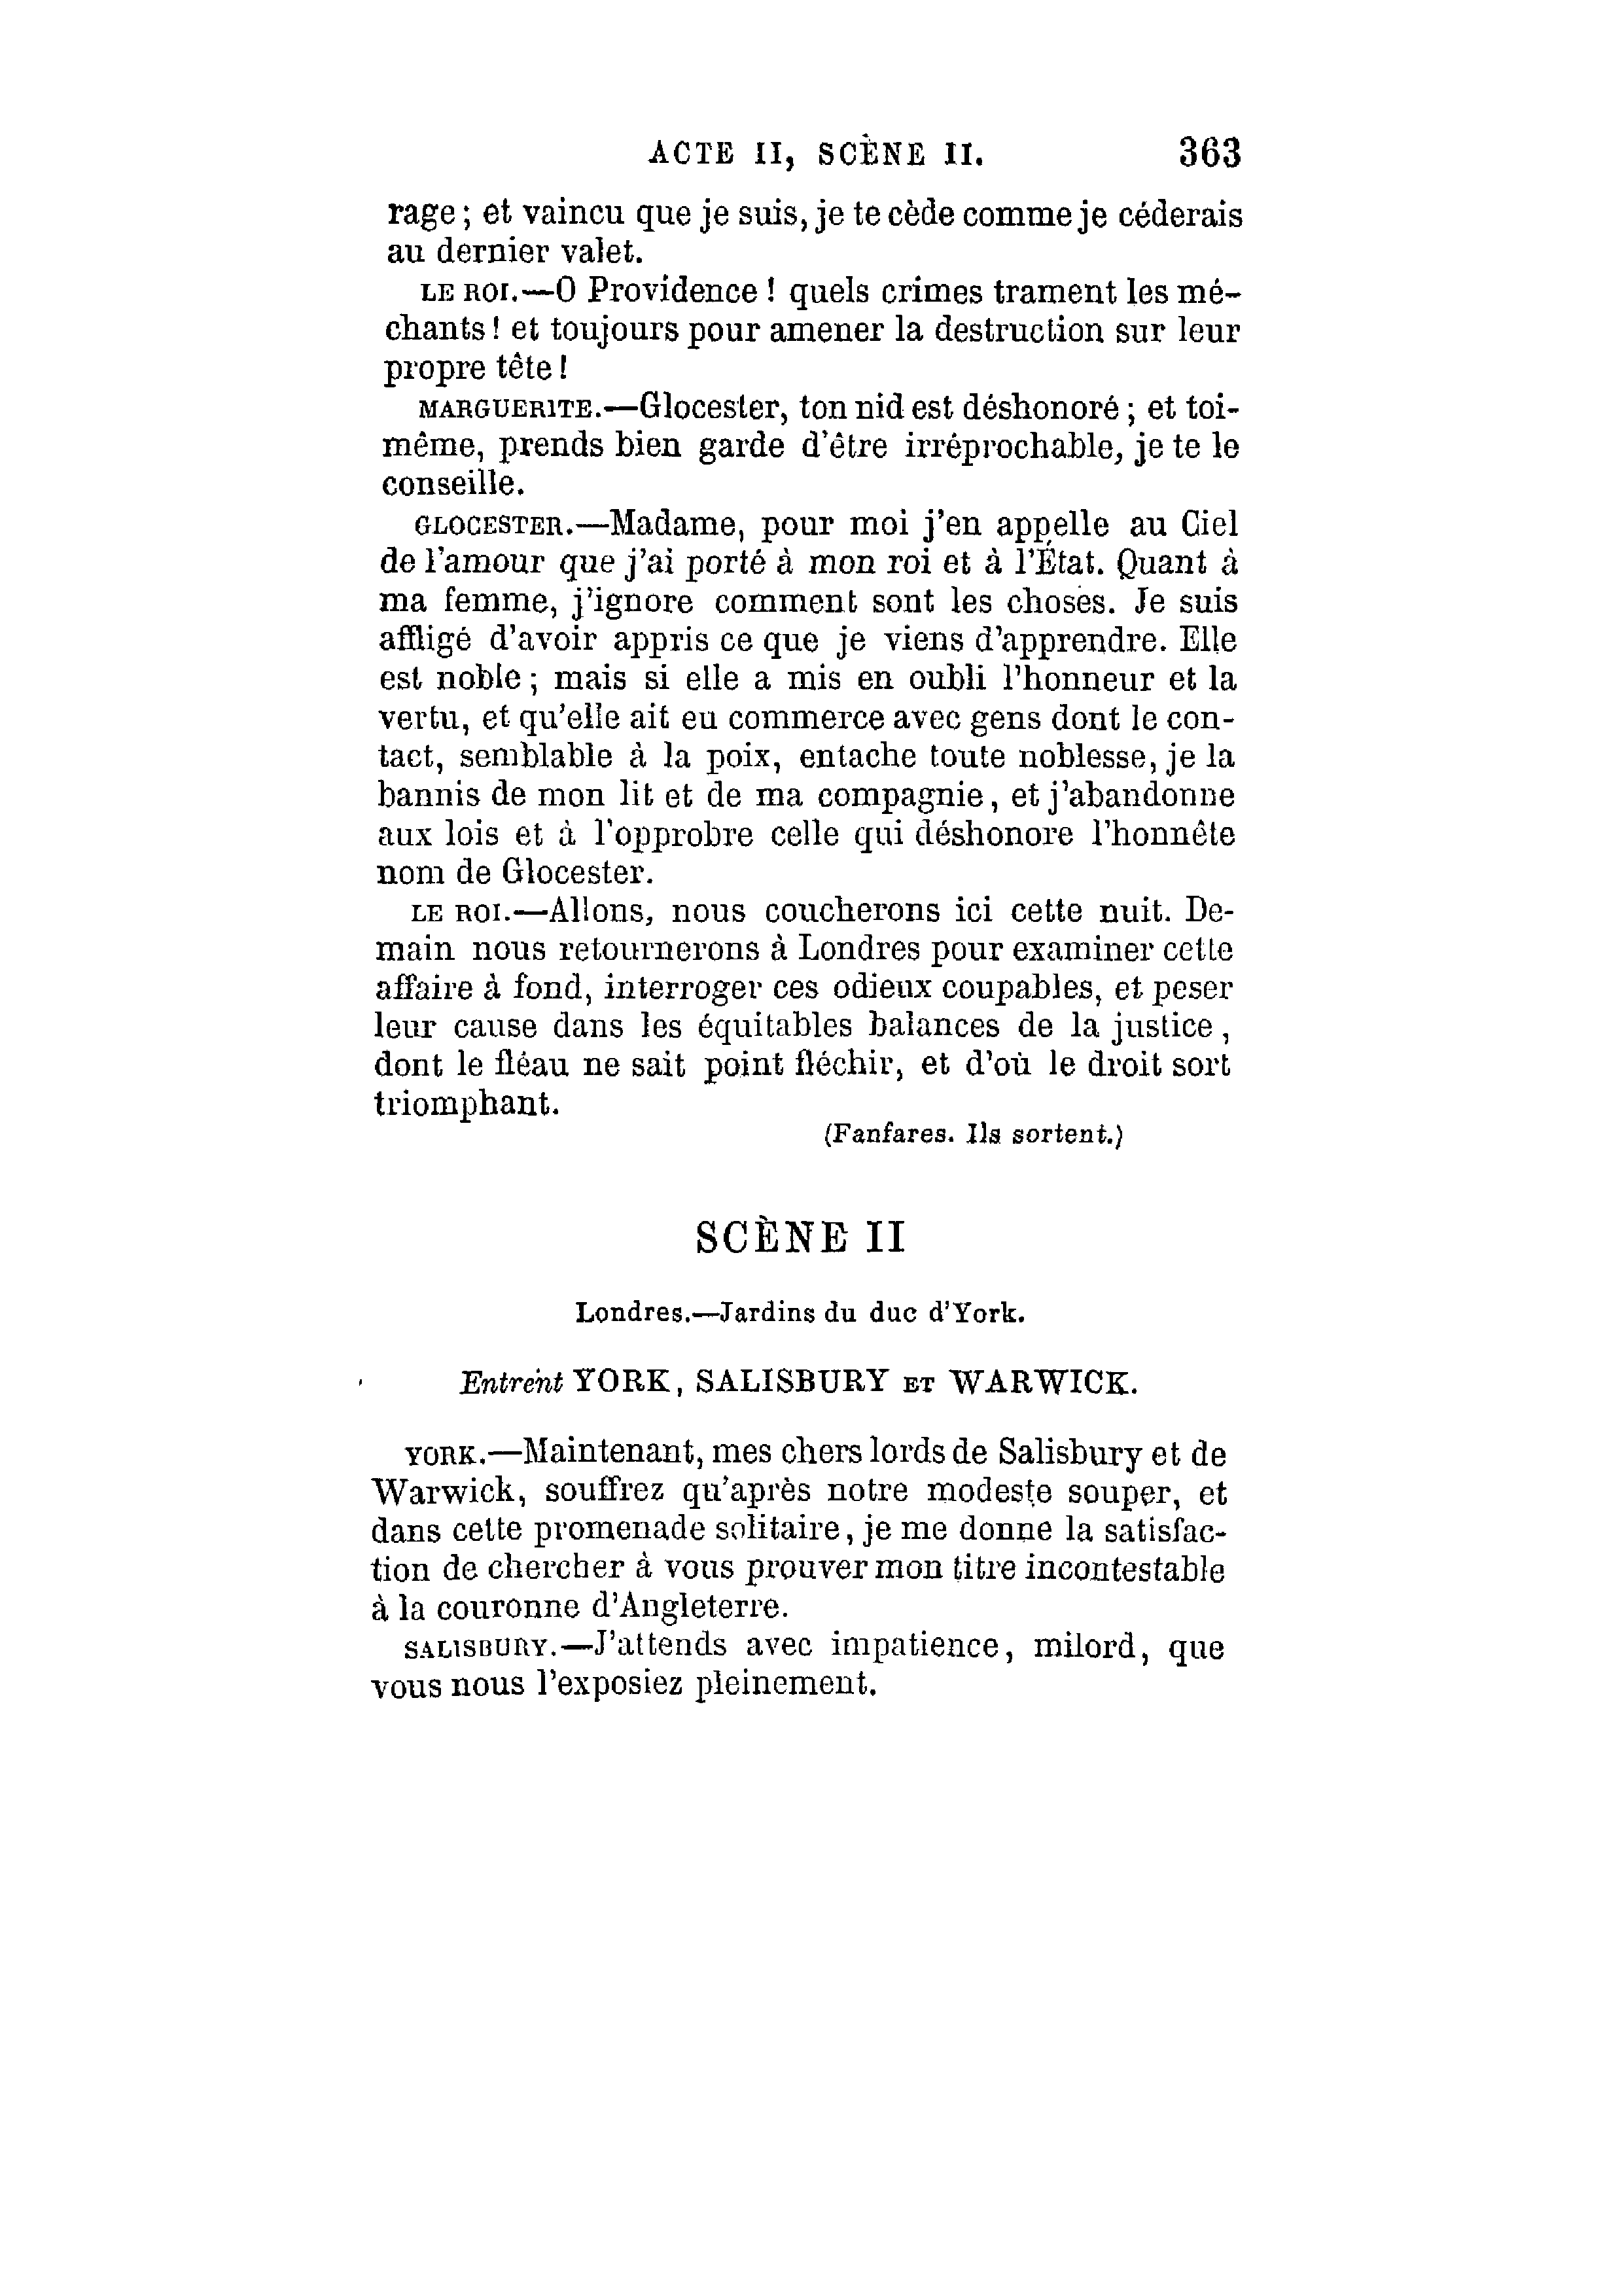 ACTE II, SCÈNE II. 363
rage; et vaincu que je suis, je te cède comme je céderais
au dernier valet.
LE ROI.—O Providence ! quels crimes trament les mé-
chants ! et toujours pour amener la destruction sur leur
propre tête !
MARGUERITE.—Glocester, ton nid est déshonoré ; et toi-
même, prends bien garde d'être irréprochable, je te le
conseille.
GLOCESTER.—Madame, pour moi j'en appelle au Ciel
de l'amour que j'ai porté à mon roi et à l'État. Quant à
ma femme, j'ignore comment sont les choses. Je suis
affligé d'avoir appris ce que je viens d'apprendre. Elle
est noble ; mais si elle a mis en oubli l'honneur et la
vertu, et qu'elle ait eu commerce avec gens dont le con-
tact, semblable à la poix, entache toute noblesse, je la
bannis de mon lit et de ma compagnie, et j'abandonne
aux lois et à l'opprobre celle qui déshonore l'honnête
nom de Glocester.
LE ROI.—Allons, nous coucherons ici cette nuit. De-
main nous retournerons à Londres pour examiner cette
affaire à fond, interroger ces odieux coupables, et peser
leur cause dans les équitables balances de la justice,
dont le fléau ne sait point fléchir, et d'où le droit sort
triomphant.
(Fanfares. Ils sortent.)
SCÈNE II
Londres.—Jardins du duc d'York.
Entrent YORK, SALISBURY ET WARWICK.
YORK.—Maintenant, mes chers lords de Salisbury et de
Warwick, souffrez qu'après notre modeste souper, et
dans cette promenade solitaire, je me donne la satisfac-
tion de chercher à vous prouver mon titre incontestable
à la couronne d'Angleterre.
SALISBURY.—J'attends avec impatience, milord, que
vous nous l'exposiez pleinement.